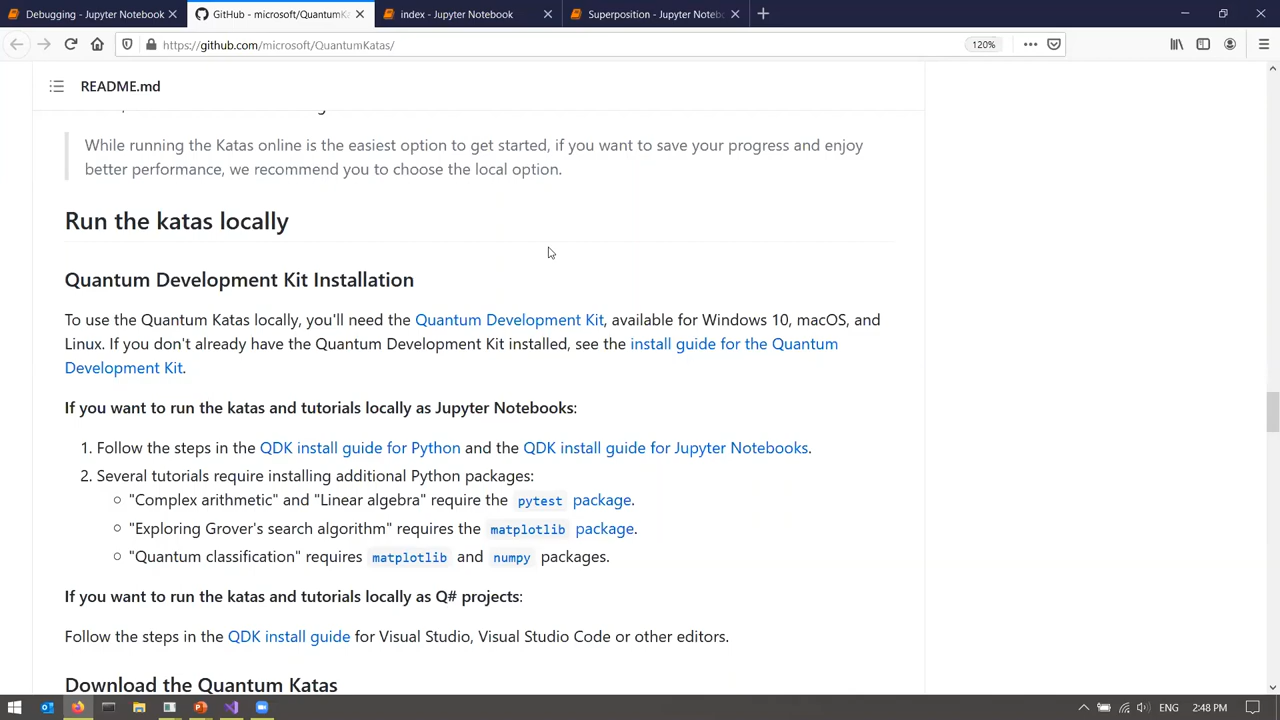 Debugging - Jupyter Notebook
GitHub - microsoft/QuantumKa
index - Jupyter Notebook
Superposition - Jupyter Noteb
https://github.com/microsoft/QuantumKatas/
120%
README.md
While running the Katas online is the easiest option to get started, if you want to save your progress and enjoy
better performance, we recommend you to choose the local option.
Run the katas locally
Quantum Development Kit Installation
To use the Quantum Katas locally, you'll need the Quantum Development Kit, available for Windows 10, macOS, and
Linux. If you don't already have the Quantum Development Kit installed, see the install guide for the Quantum
Development Kit.
If you want to run the katas and tutorials locally as Jupyter Notebooks:
1. Follow the steps in the QDK install guide for Python and the QDK install guide for Jupyter Notebooks.
2. Several tutorials require installing additional Python packages:
"Complex arithmetic" and "Linear algebra" require the pytest package.
"Exploring Grover's search algorithm" requires the matplotlib package.
"Quantum classification" requires matplotlib and numpy packages.
If you want to run the katas and tutorials locally as Q# projects:
Follow the steps in the QDK install guide for Visual Studio, Visual Studio Code or other editors.
Download the Quantum Katas
ENG
2:48 PM